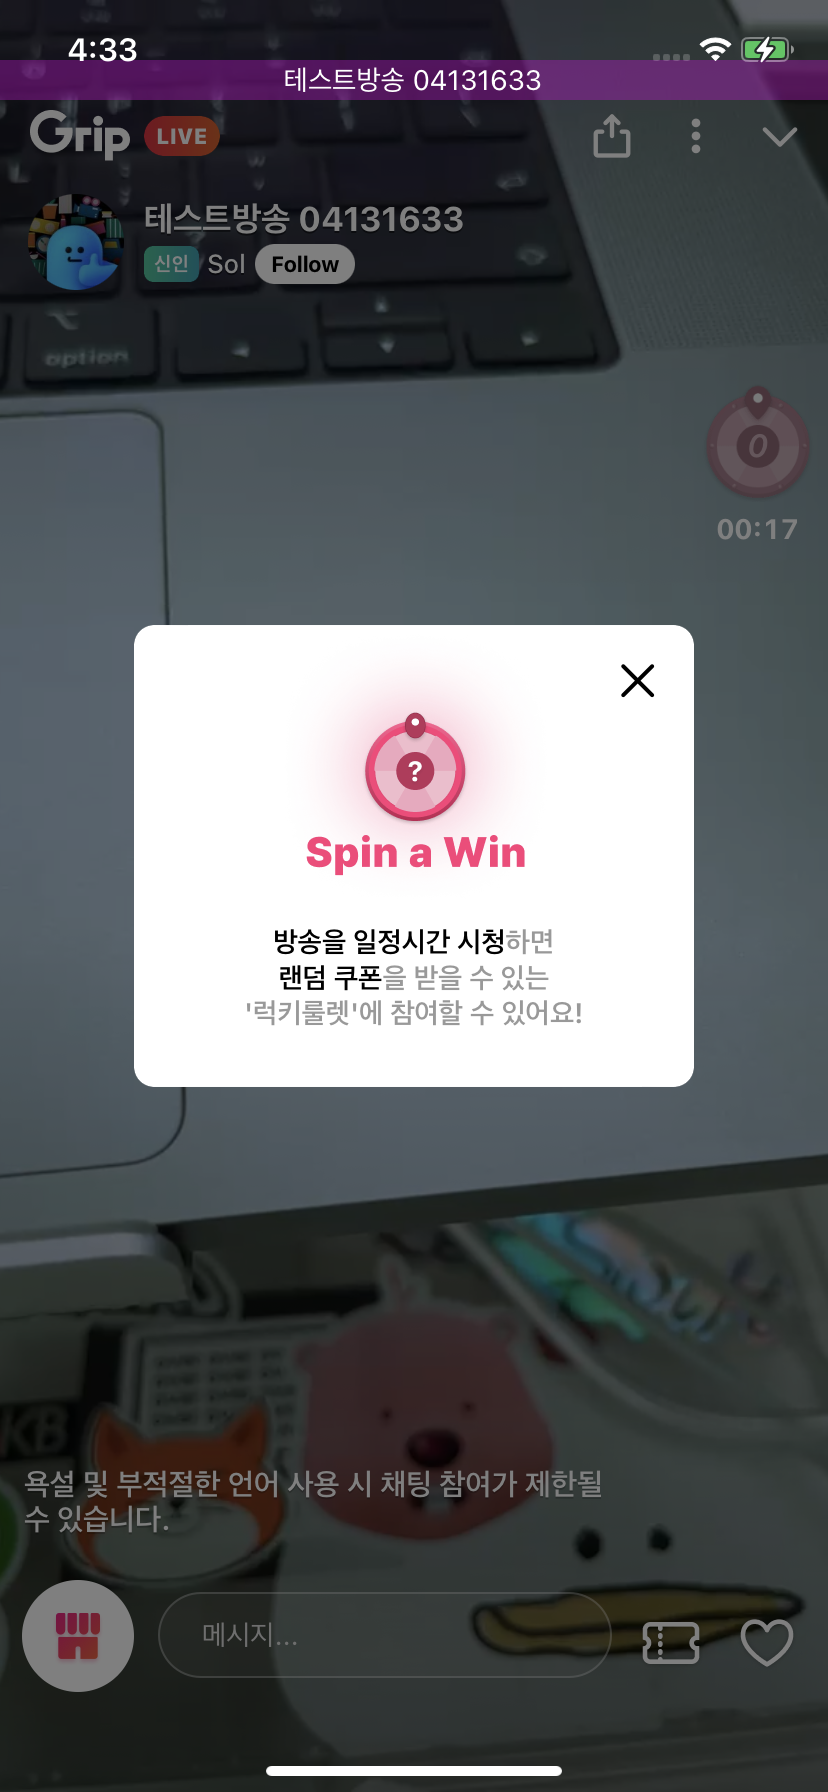 4:33
테스트방송 04131633
Grip LIVE
테스트방송 04131633
신인 Sol Follow
option
0
00:17
?
Spin a Win
방송을 일정시간 시청하면
랜덤 쿠폰을 받을 수 있는
'럭키룰렛'에 참여할 수 있어요!
KB
욕설 및 부적절한 언어 사용 시 채팅 참여가 제한될
수 있습니다.
메시지...